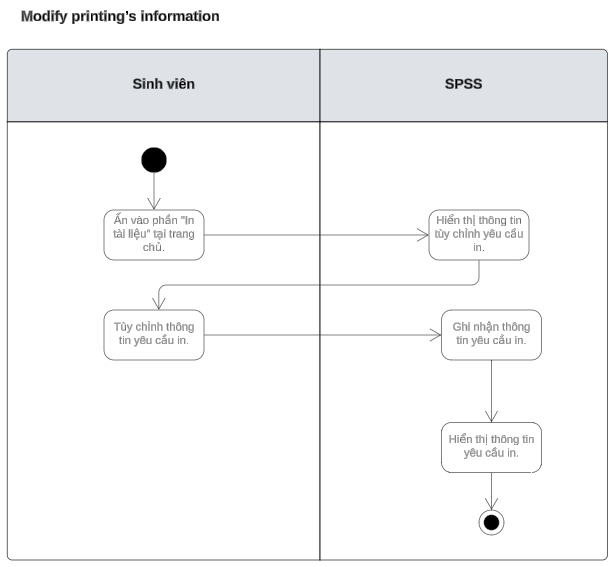 Modify printing's information
Sinh viên
SPSS
Ấn vào phần "In
tài liệu" tại trang
chủ.
Hiển thị thông tin
tùy chỉnh yêu cầu
in.
Tùy chỉnh thông
tin yêu cầu in.
Ghi nhận thông
tin yêu cầu in.
Hiển thị thông tin
yêu cầu in.